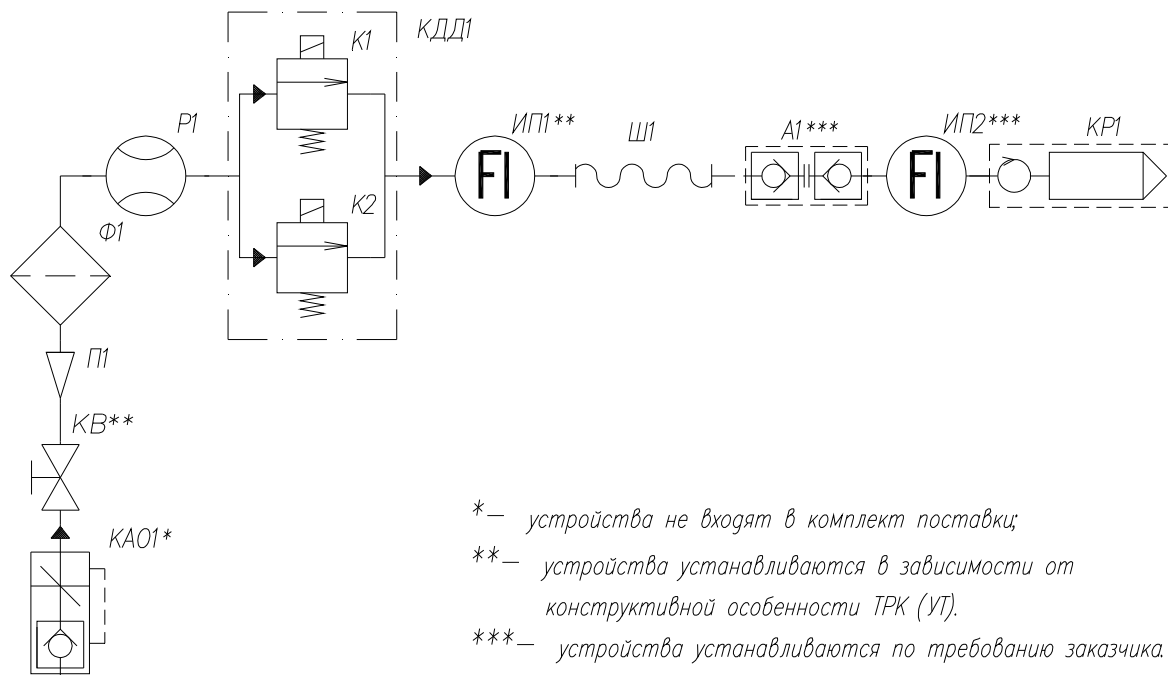 К1
КДД1
Р1
ИП1**
Ш1
А1***
ИП2***
КР1
FI
FI
К2
Ф1
П1
КВ**
КАО1*
*— устройства не входят в комплект поставки;
**— устройства устанавливаются в зависимости от
конструктивной особенности ТРК (УТ).
***— устройства устанавливаются по требованию заказчика.